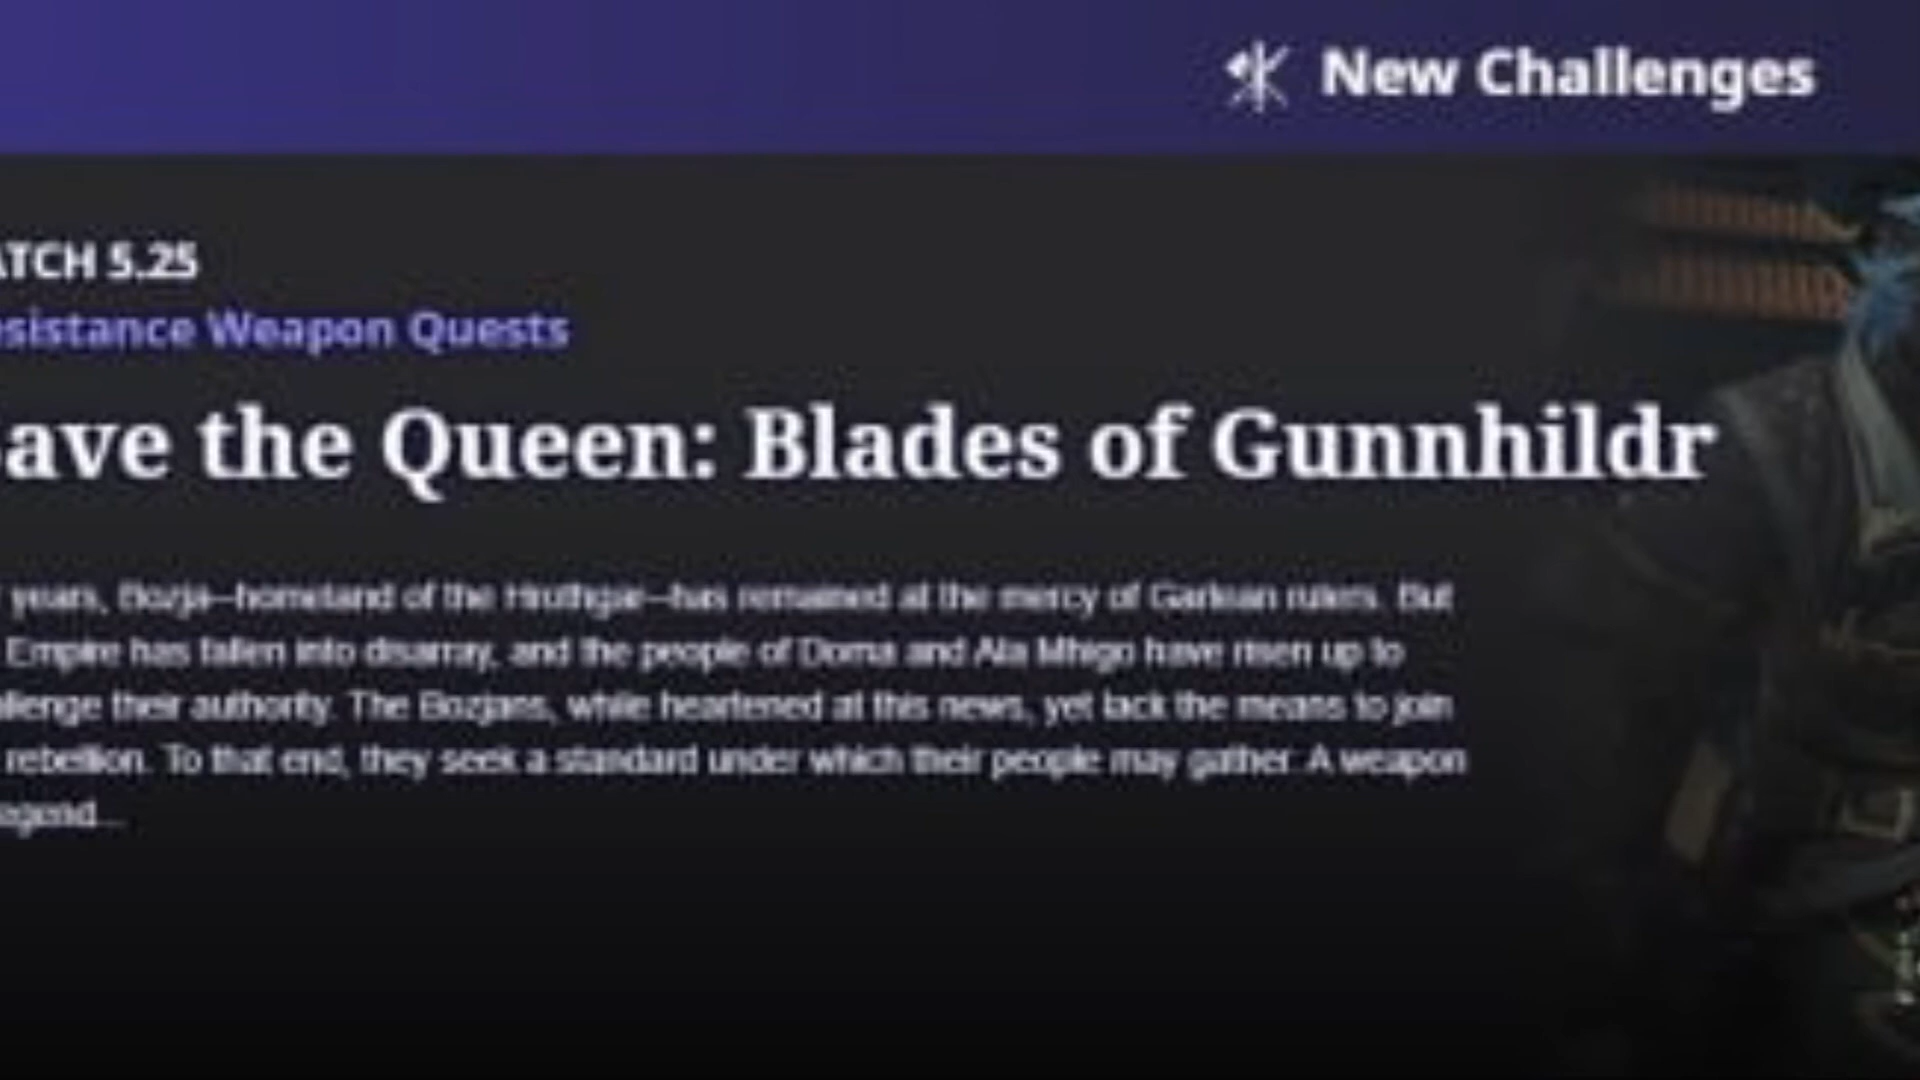 New Challenges
ATCH 5.25
esistance Weapon Quests
Save the Queen: Blades of Gunnhildr
years, Bozja—homeland of the Hrothgar—has remained at the mercy of Garlean rulers. But
Empire has fallen into disarray, and the people of Doma and Ala Mhigo have risen up to
allenge their authority. The Bozjans, while heartened at this news, yet lack the means to join
rebellion. To that end, they seek a standard under which their people may gather. A weapon
legend...